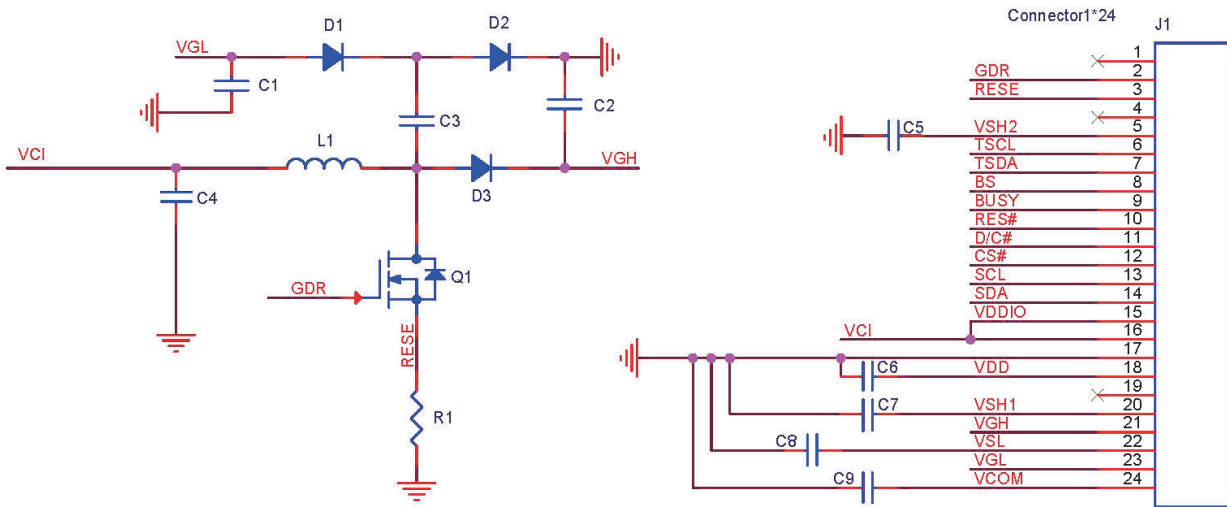 Connector1*24
J1
D1
D2
VGL
C1
C2
C3
L1
VCI
VGH
C4
D3
GDR
Q1
RESE
R1
1
GDR 2
RESE 3
4
C5 VSH2 5
TSCL 6
TSDA 7
BS 8
BUSY 9
RES# 10
D/C# 11
CS# 12
SCL 13
SDA 14
VDDIO 15
VCI 16
17
C6 VDD 18
19
C7 VSH1 20
VGH 21
C8 VSL 22
VGL 23
C9 VCOM 24